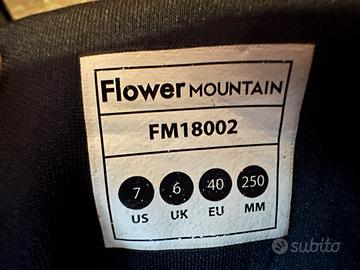 Flower MOUNTAIN
FM18002
7 6 40 250
US UK EU MM
subito